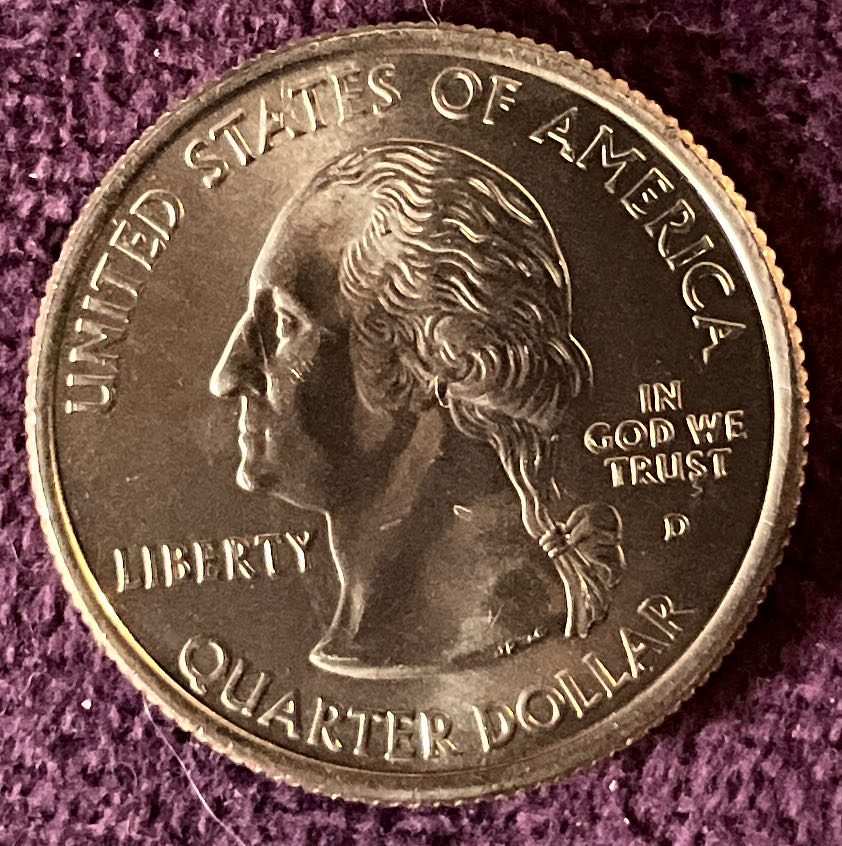 UNITED STATES OF AMERICA
LIBERTY
IN
GOD WE
TRUST
D
QUARTER DOLLAR